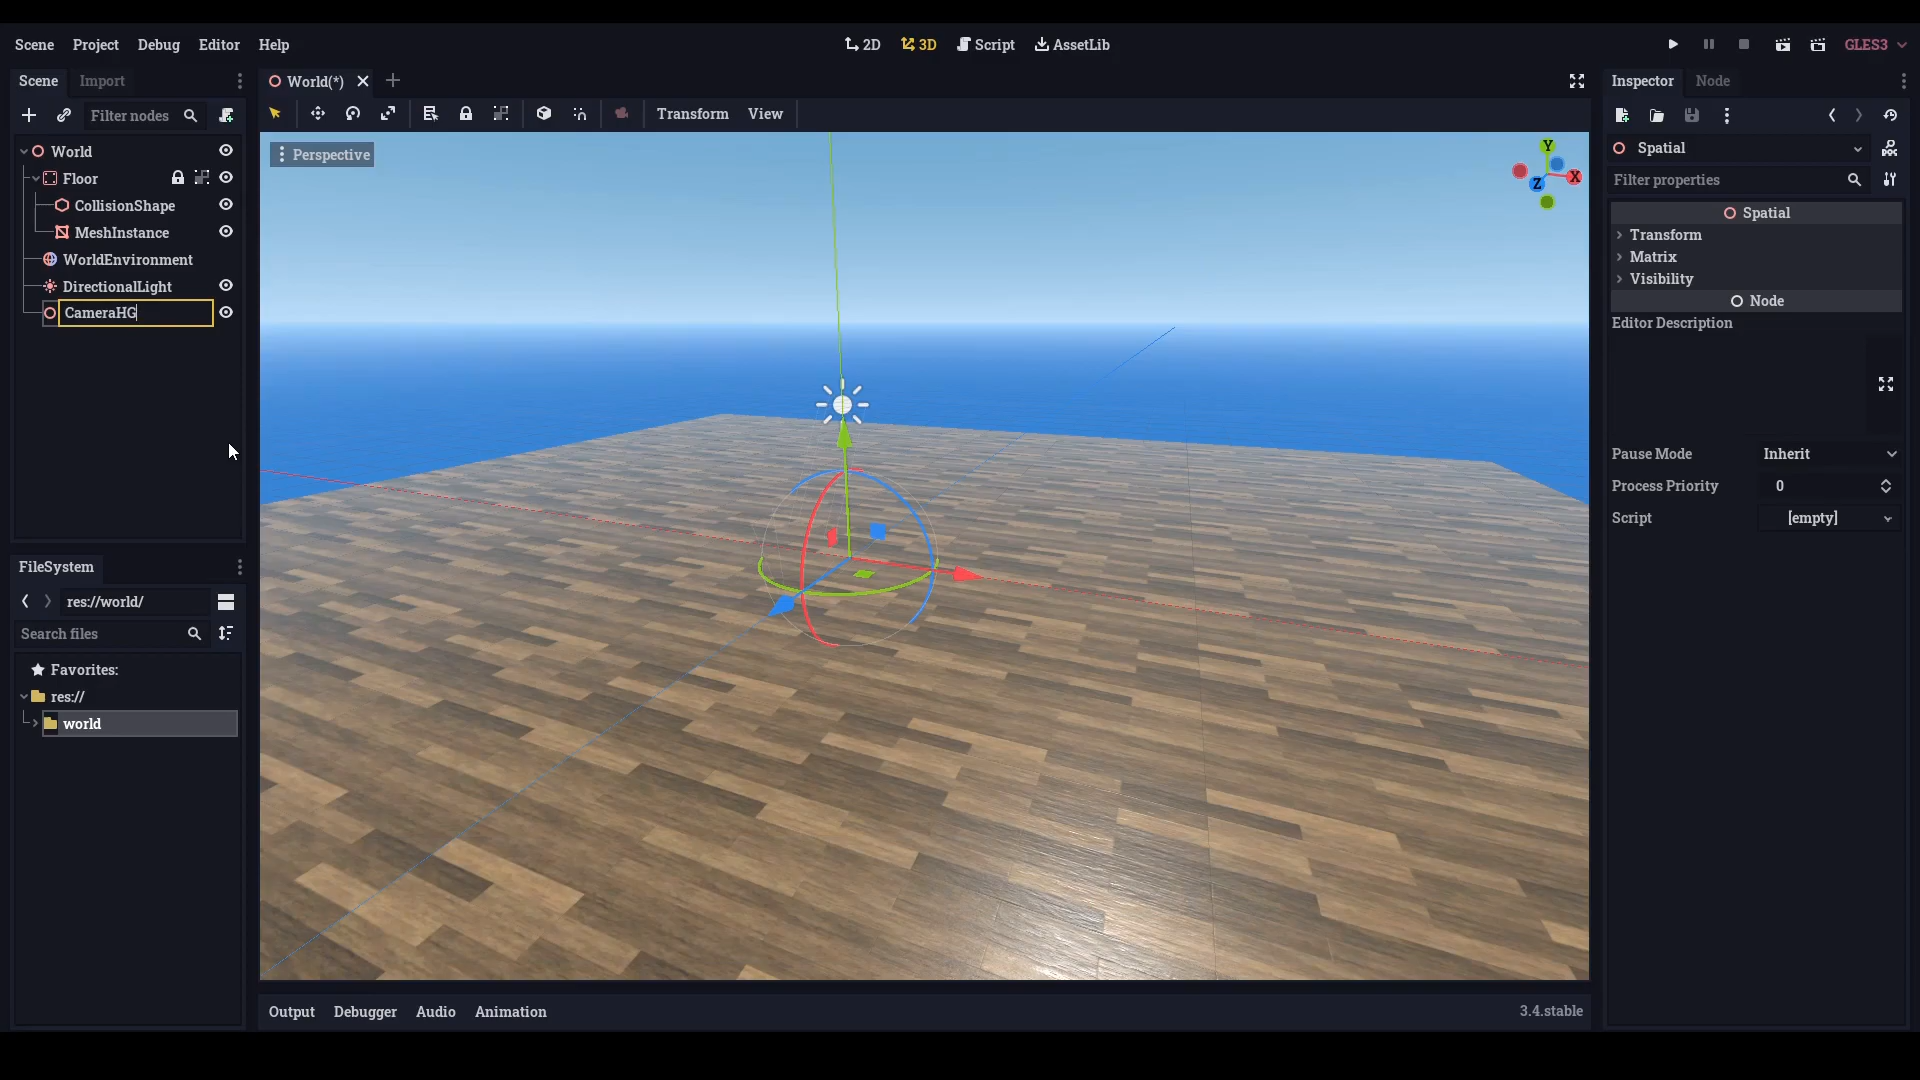 Scene Project Debug Editor Help 2D 3D Script AssetLib GLES3
Scene Import World(*) Inspector Node
Filter nodes Transform View
World
Floor
CollisionShape
MeshInstance
WorldEnvironment
DirectionalLight
CameraHG
Perspective
Y
X
Z
Spatial
Filter properties
Spatial
Transform
Matrix
Visibility
Node
Editor Description
Pause Mode Inherit
Process Priority 0
Script [empty]
FileSystem
res://world/
Search files
Favorites:
res://
world
Output Debugger Audio Animation 3.4.stable